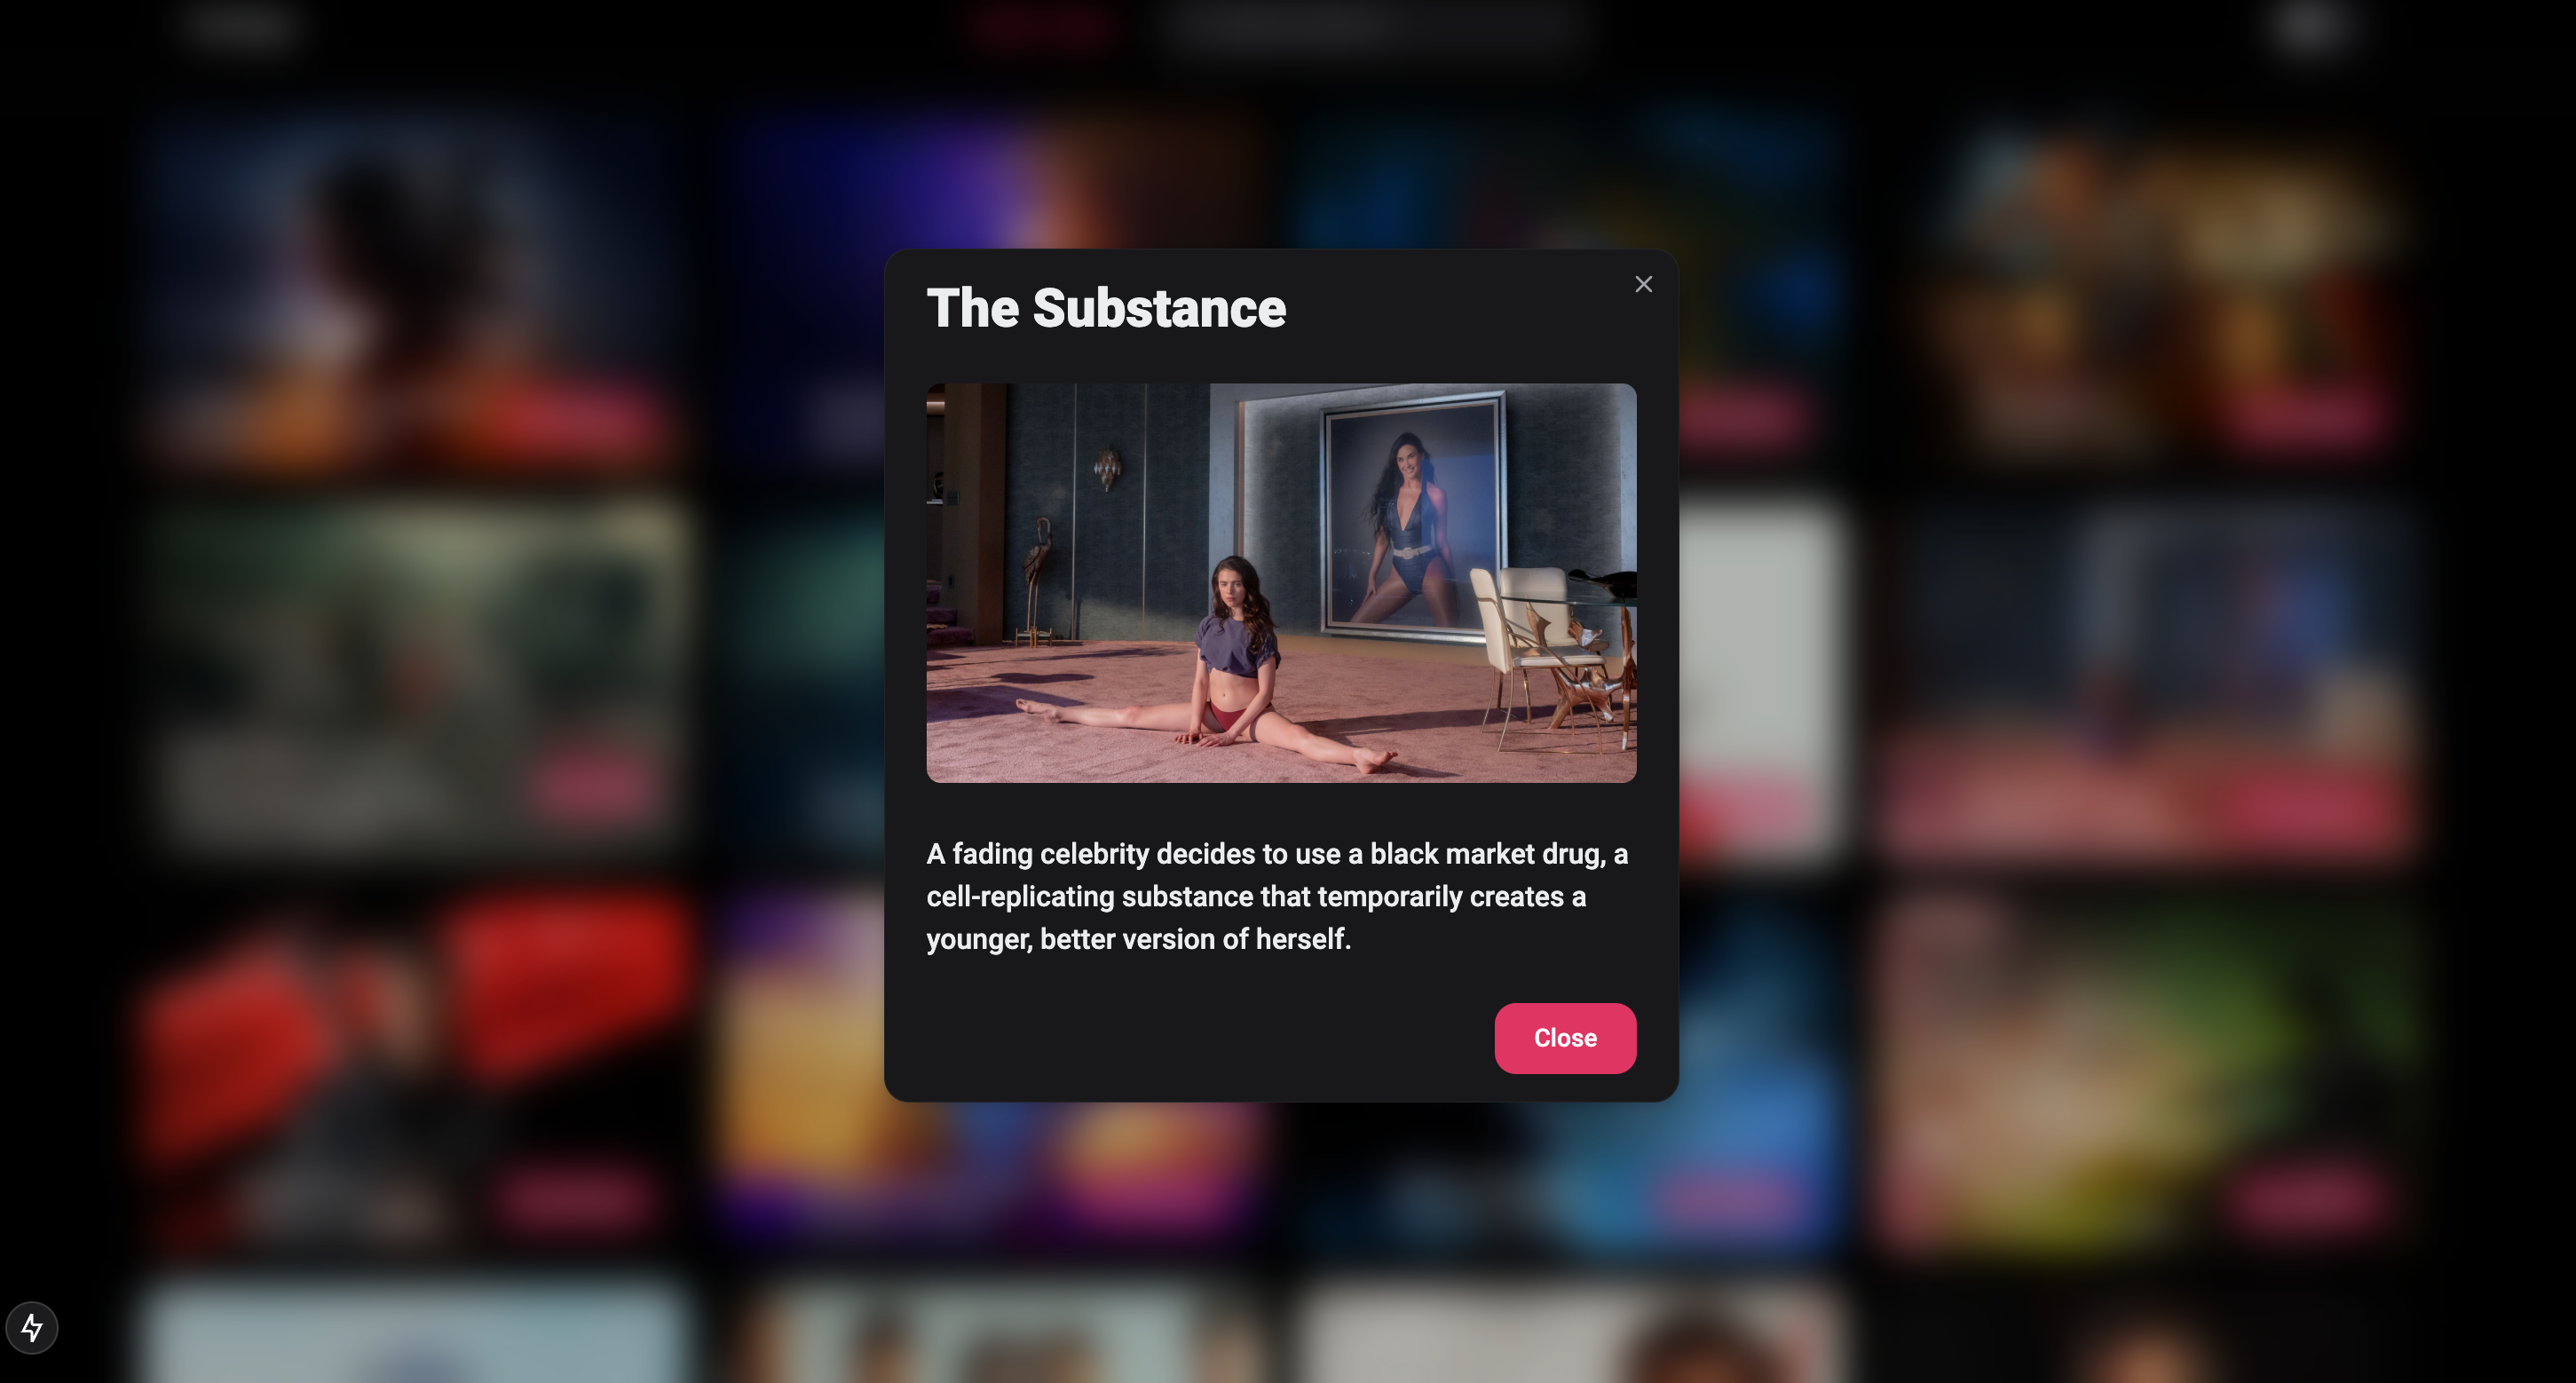 The Substance
A fading celebrity decides to use a black market drug, a
cell-replicating substance that temporarily creates a
younger, better version of herself.
Close